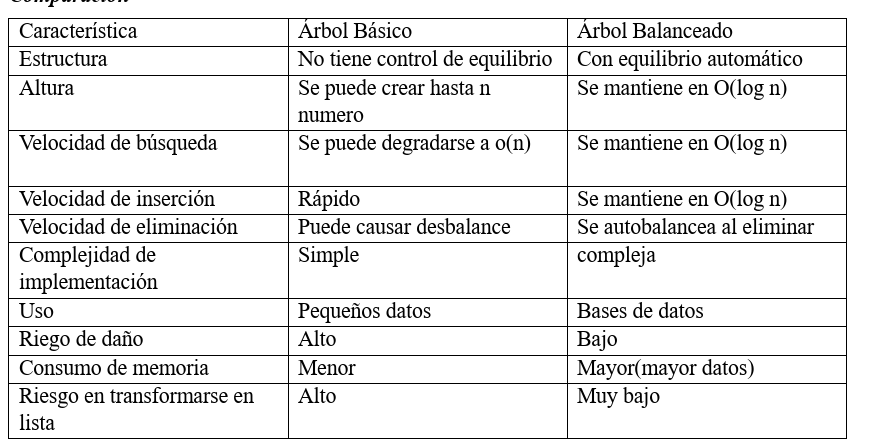 Comparación
Característica Árbol Básico Árbol Balanceado
Estructura No tiene control de equilibrio Con equilibrio automático
Altura Se puede crear hasta n Se mantiene en O(log n)
numero
Velocidad de búsqueda Se puede degradarse a o(n) Se mantiene en O(log n)
Velocidad de inserción Rápido Se mantiene en O(log n)
Velocidad de eliminación Puede causar desbalance Se autobalancea al eliminar
Complejidad de Simple compleja
implementación
Uso Pequeños datos Bases de datos
Riego de daño Alto Bajo
Consumo de memoria Menor Mayor(mayor datos)
Riesgo en transformarse en Alto Muy bajo
lista